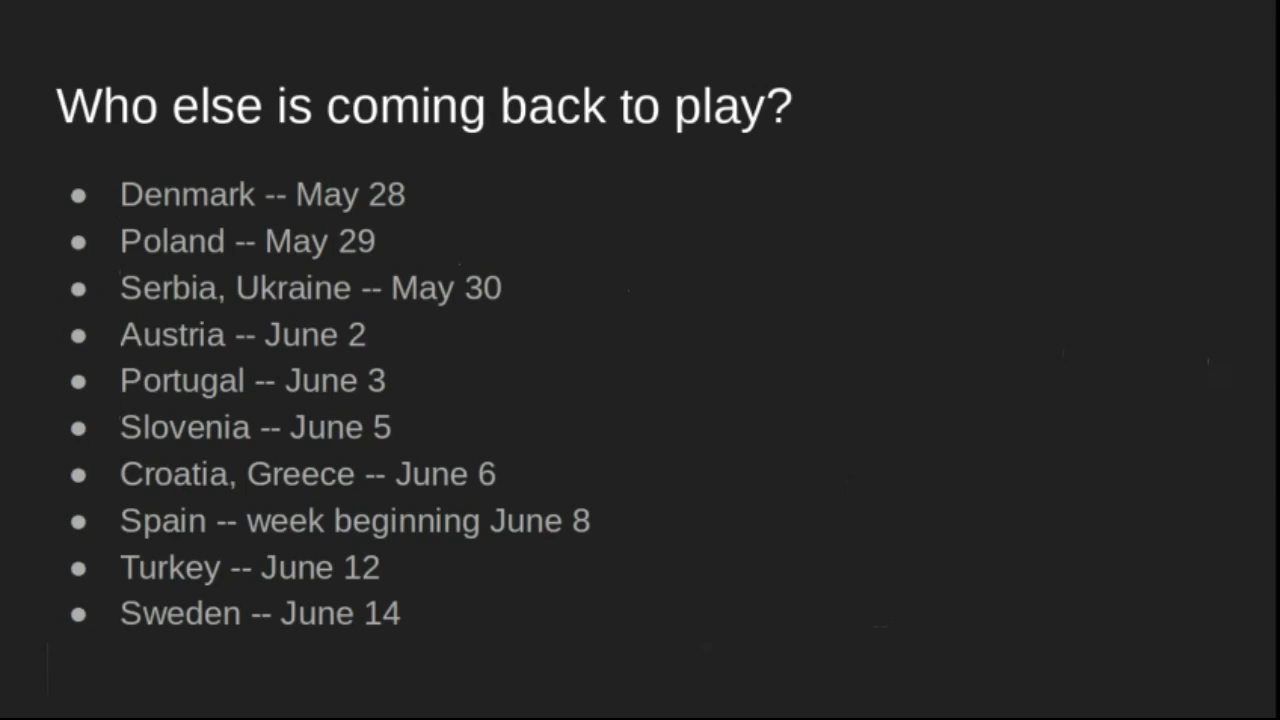 Who else is coming back to play?
● Denmark -- May 28
● Poland -- May 29
● Serbia, Ukraine -- May 30
● Austria -- June 2
● Portugal -- June 3
● Slovenia -- June 5
● Croatia, Greece -- June 6
● Spain -- week beginning June 8
● Turkey -- June 12
● Sweden -- June 14